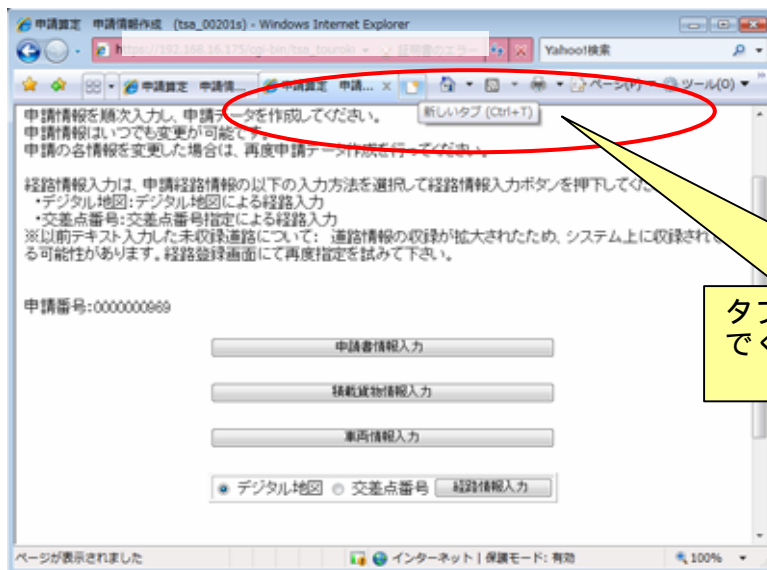 申請算定 申請情報作成 (tsa_00201s) - Windows Internet Explorer
https://192.168.16.175/cgi-bin/tsa_touroku 証明書のエラー Yahoo!検索
申請算定 申請情... 申請算定 申請... ページ(P) ツール(O)
新しいタブ (Ctrl+T)
申請情報を順次入力し、申請データを作成してください。
申請情報はいつでも変更が可能です。
申請の各情報を変更した場合は、再度申請データ作成を行ってください。
経路情報入力は、申請経路情報の以下の入力方法を選択して経路情報入力ボタンを押下してくだ
・デジタル地図:デジタル地図による経路入力
・交差点番号:交差点番号指定による経路入力
※以前テキスト入力した未収録道路について: 道路情報の収録が拡大されたため、システム上に収録されて
る可能性があります。経路登録画面にて再度指定を試みて下さい。
タブ
でく
申請番号:0000000969
申請書情報入力
積載貨物情報入力
車両情報入力
デジタル地図 交差点番号 経路情報入力
ページが表示されました インターネット | 保護モード: 有効 100%